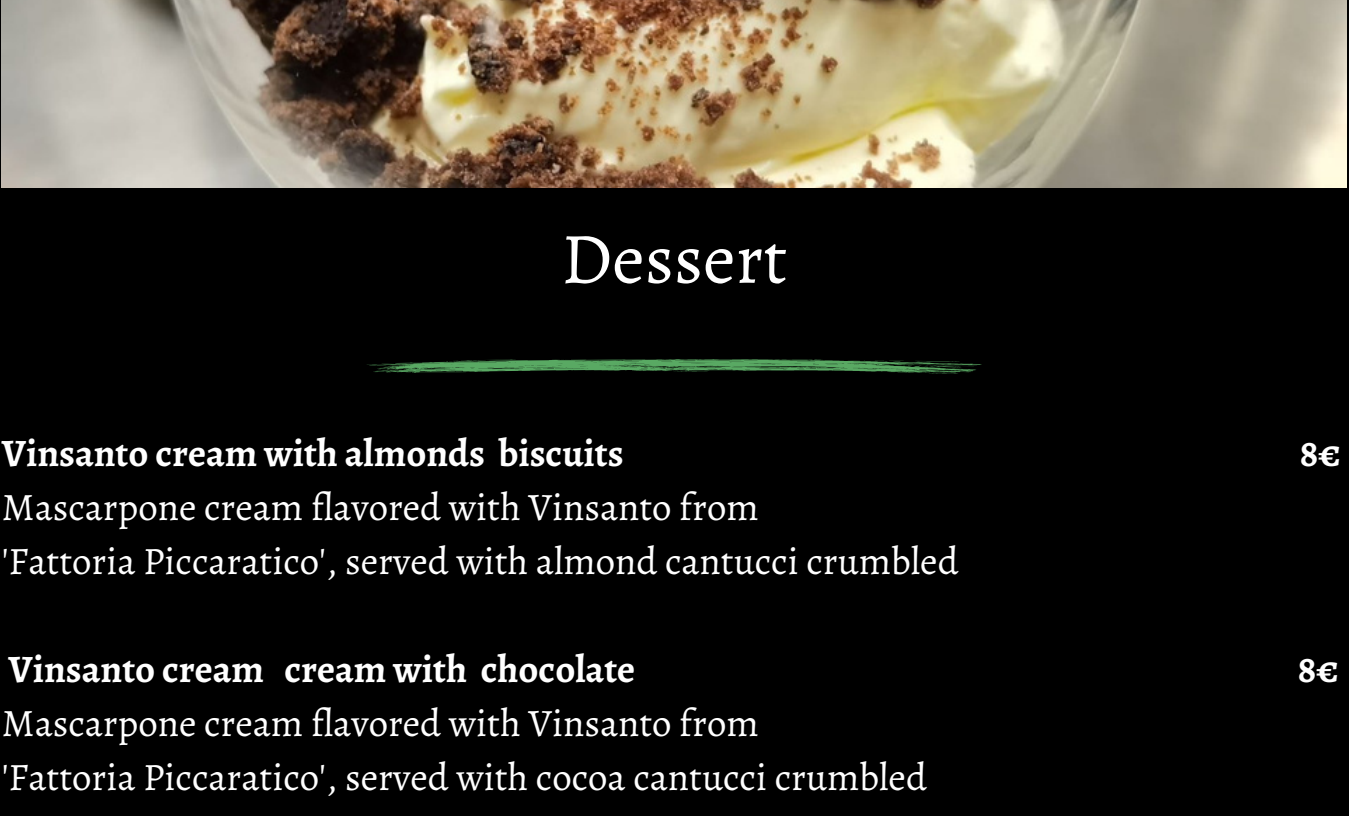 Dessert
Vinsanto cream with almonds biscuits 8€
Mascarpone cream flavored with Vinsanto from
'Fattoria Piccaratico', served with almond cantucci crumbled
Vinsanto cream cream with chocolate 8€
Mascarpone cream flavored with Vinsanto from
'Fattoria Piccaratico', served with cocoa cantucci crumbled